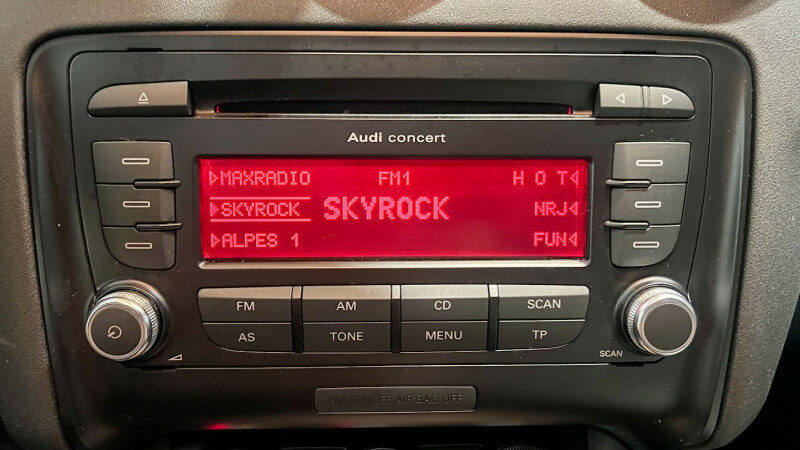 Audi concert
MAXRADIO FM1 H O T
SKYROCK SKYROCK NRJ
ALPES 1 FUN
FM AM CD SCAN
AS TONE MENU TP
SCAN
PASSENGER AIR BAG OFF